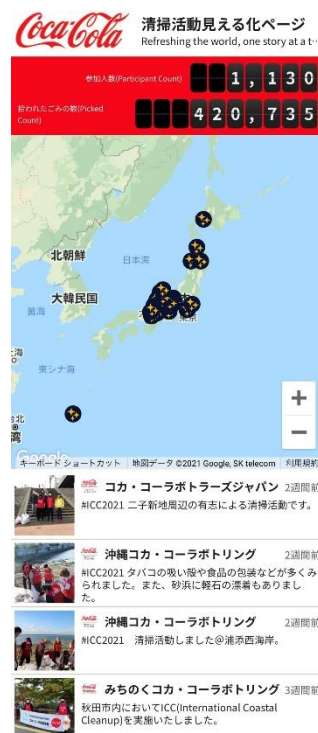 Coca-Cola
清掃活動見える化ページ
Refreshing the world, one story at a t…
参加人数(Participant Count)
1,130
拾われたごみの数(Picked
Count)
420,735
北朝鮮
日本海
大韓民国
黄海
東京
上海
東シナ海
+
台北
台湾
−
Google
キーボード ショートカット
地図データ ©2021 Google, SK telecom
利用規約
コカ・コーラボトラーズジャパン
2週間前
#ICC2021 二子新地周辺の有志による清掃活動です。
沖縄コカ・コーラボトリング
2週間前
#ICC2021 タバコの吸い殻や食品の包装などが多くみ
られました。また、砂浜に軽石の漂着もありまし
た。
沖縄コカ・コーラボトリング
2週間前
#ICC2021　清掃活動しました＠浦添西海岸。
みちのくコカ・コーラボトリング
3週間前
秋田市内においてICC(International Coastal
Cleanup)を実施いたしました。